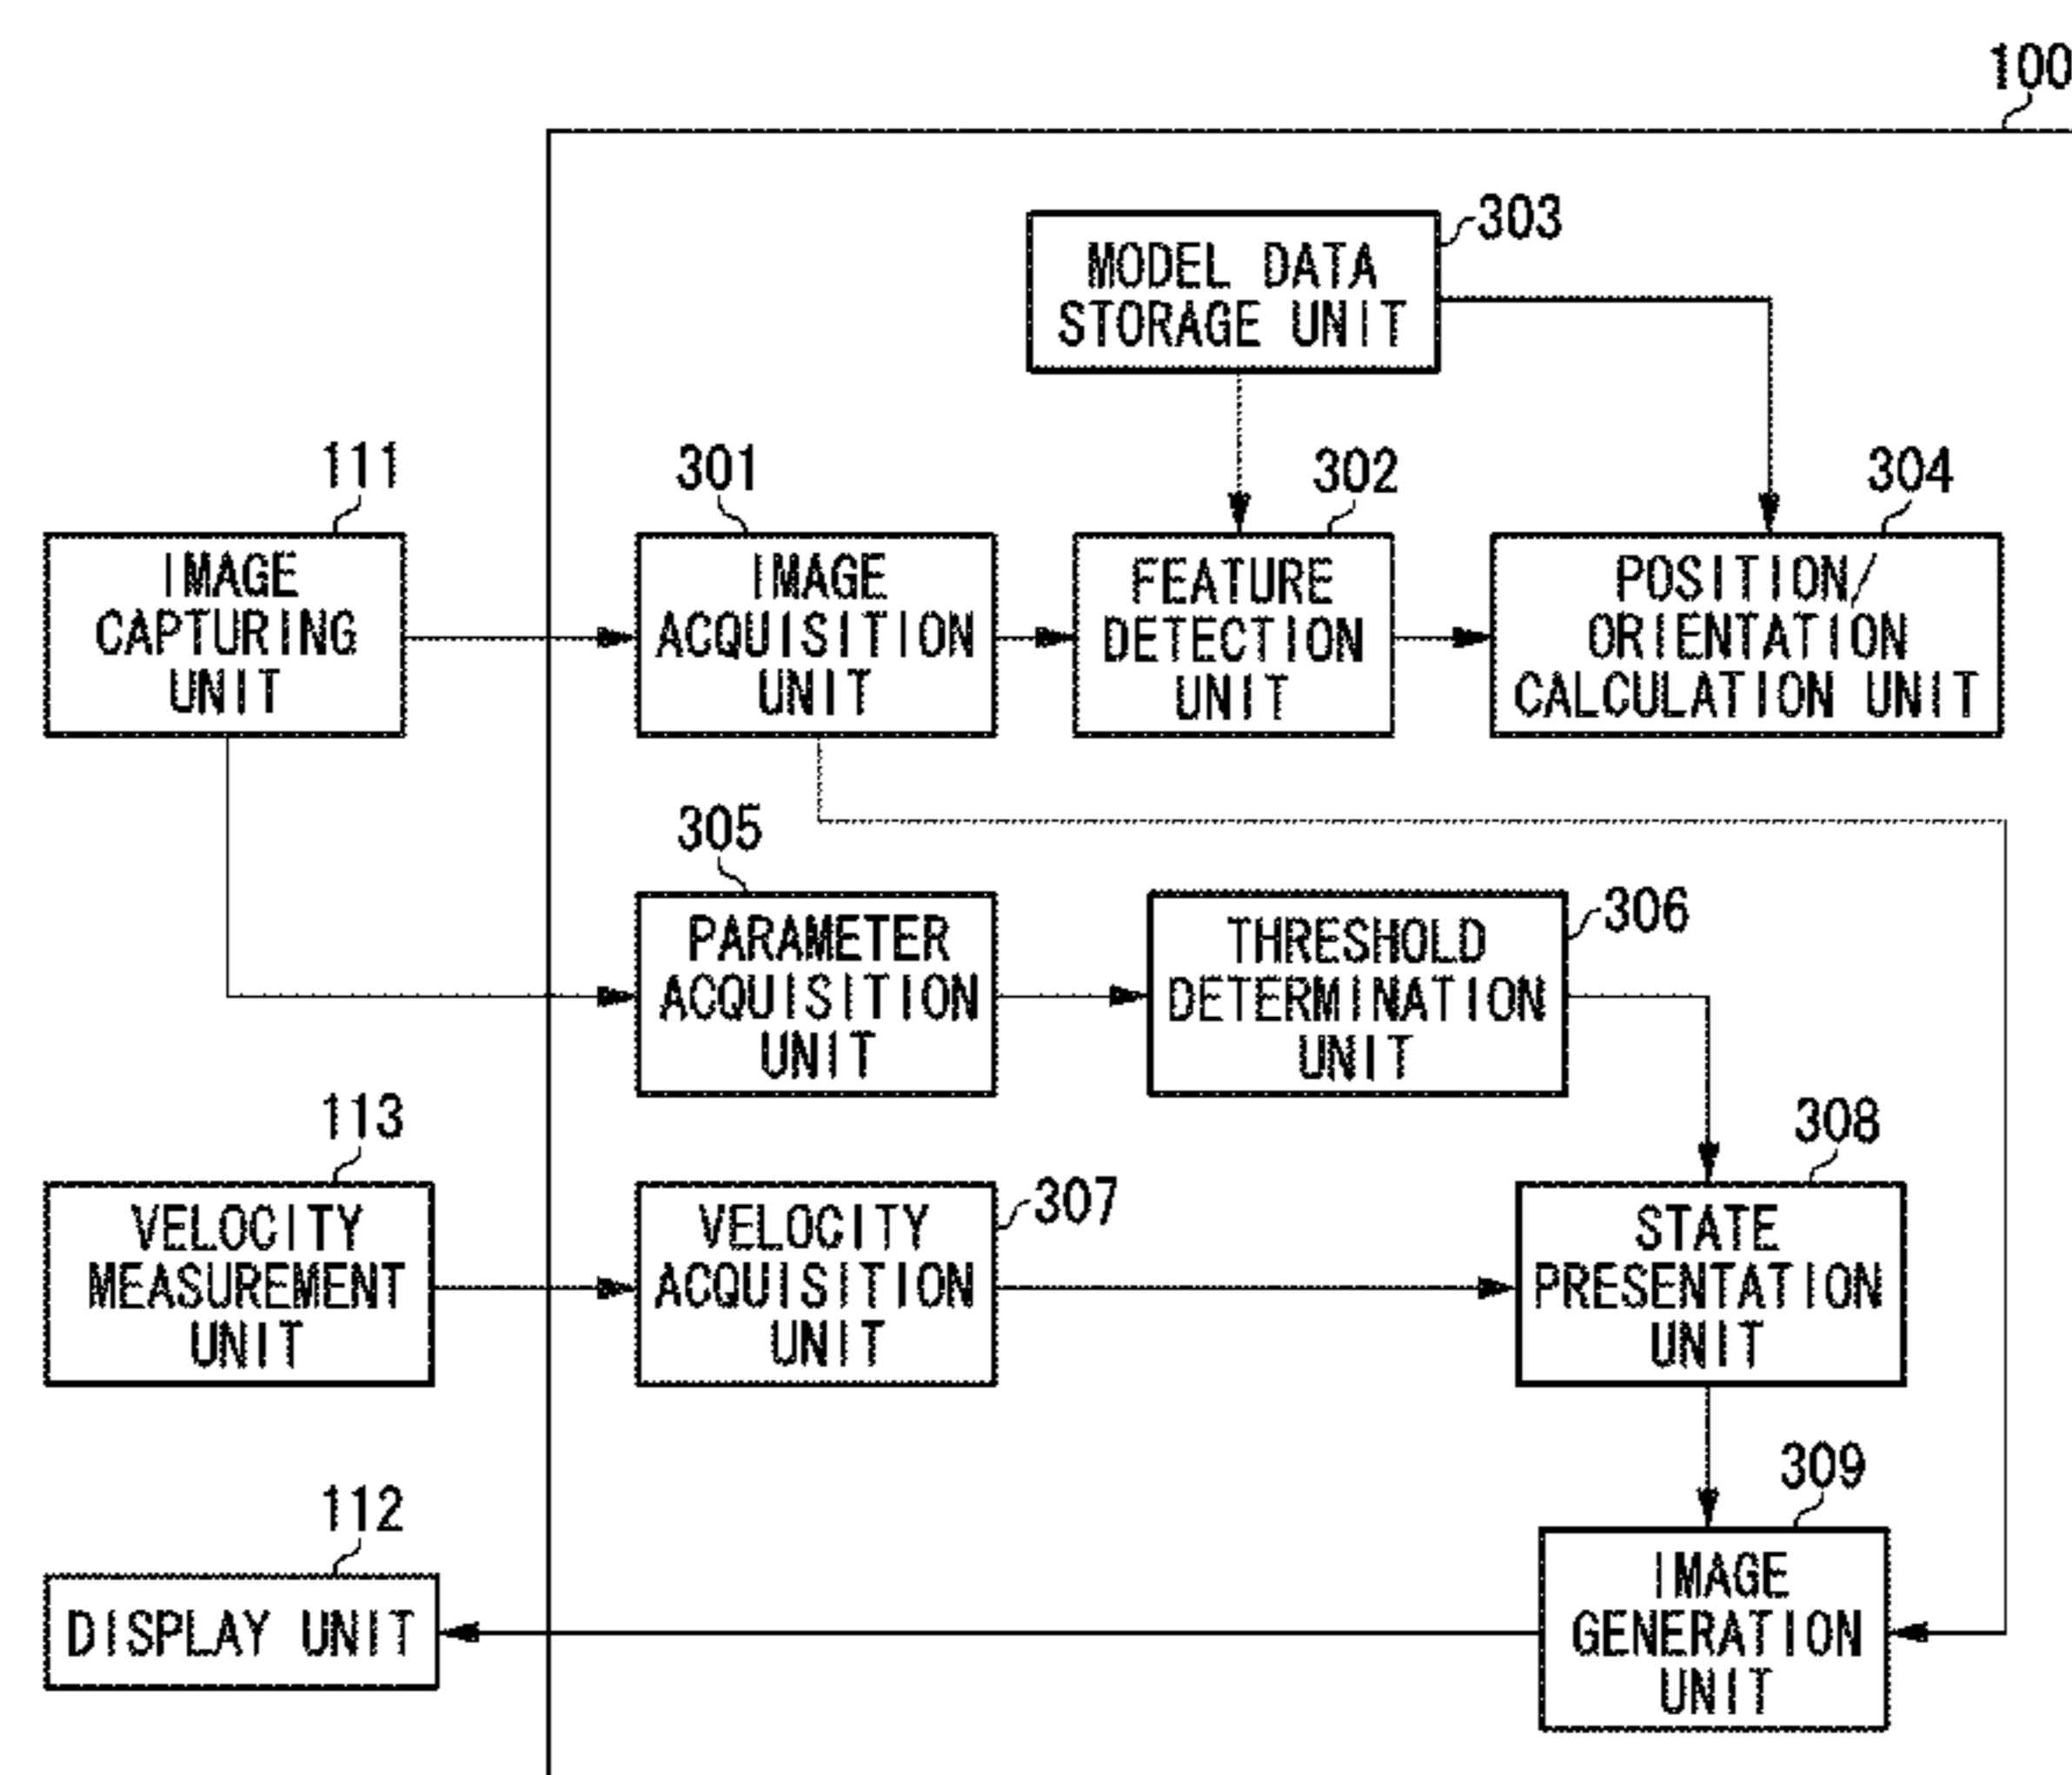 100
303
MODEL DATA
STORAGE UNIT
111
301
302
304
IMAGE
CAPTURING
UNIT
IMAGE
ACQUISITION
UNIT
FEATURE
DETECTION
UNIT
POSITION/
ORIENTATION
CALCULATION UNIT
305
306
PARAMETER
ACQUISITION
UNIT
THRESHOLD
DETERMINATION
UNIT
113
307
308
VELOCITY
MEASUREMENT
UNIT
VELOCITY
ACQUISITION
UNIT
STATE
PRESENTATION
UNIT
112
309
DISPLAY UNIT
IMAGE
GENERATION
UNIT